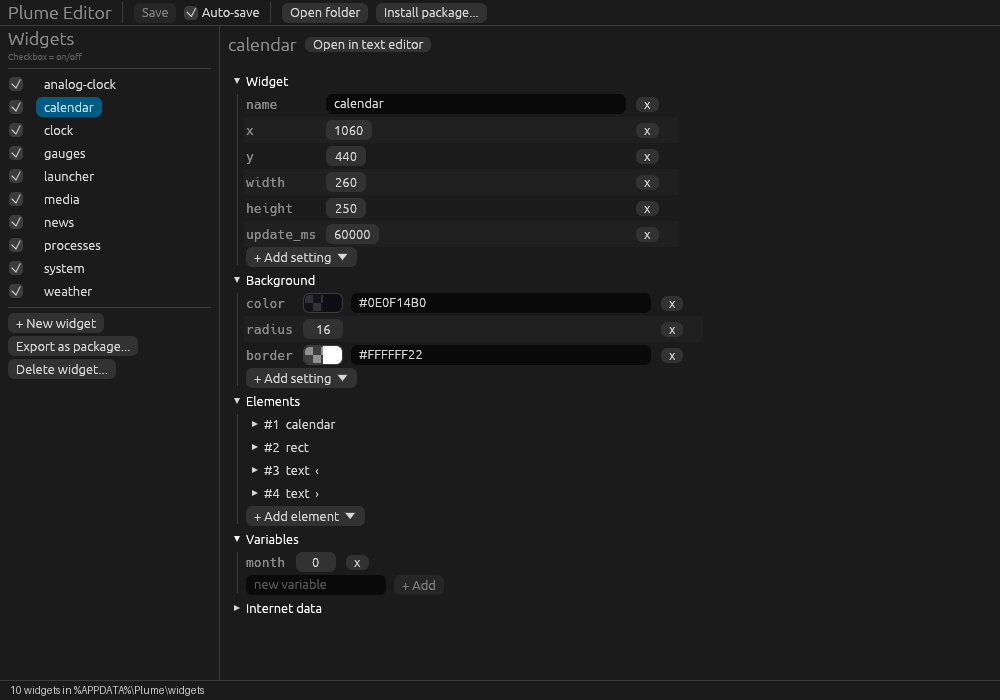 Plume Editor Save Auto-save Open folder Install package...
Widgets
Checkbox = on/off
analog-clock
calendar
clock
gauges
launcher
media
news
processes
system
weather
+ New widget
Export as package...
Delete widget...
calendar Open in text editor
Widget
name calendar x
x 1060 x
y 440 x
width 260 x
height 250 x
update_ms 60000 x
+ Add setting
Background
color #0E0F14B0 x
radius 16 x
border #FFFFFF22 x
+ Add setting
Elements
#1 calendar
#2 rect
#3 text ‹
#4 text ›
+ Add element
Variables
month 0 x
new variable + Add
Internet data
10 widgets in %APPDATA%\Plume\widgets